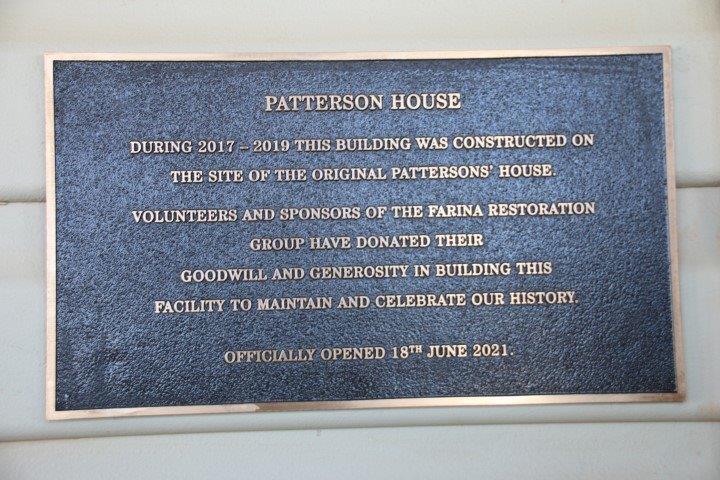 PATTERSON HOUSE
DURING 2017 – 2019 THIS BUILDING WAS CONSTRUCTED ON
THE SITE OF THE ORIGINAL PATTERSONS' HOUSE.
VOLUNTEERS AND SPONSORS OF THE FARINA RESTORATION
GROUP HAVE DONATED THEIR
GOODWILL AND GENEROSITY IN BUILDING THIS
FACILITY TO MAINTAIN AND CELEBRATE OUR HISTORY.
OFFICIALLY OPENED 18TH JUNE 2021.